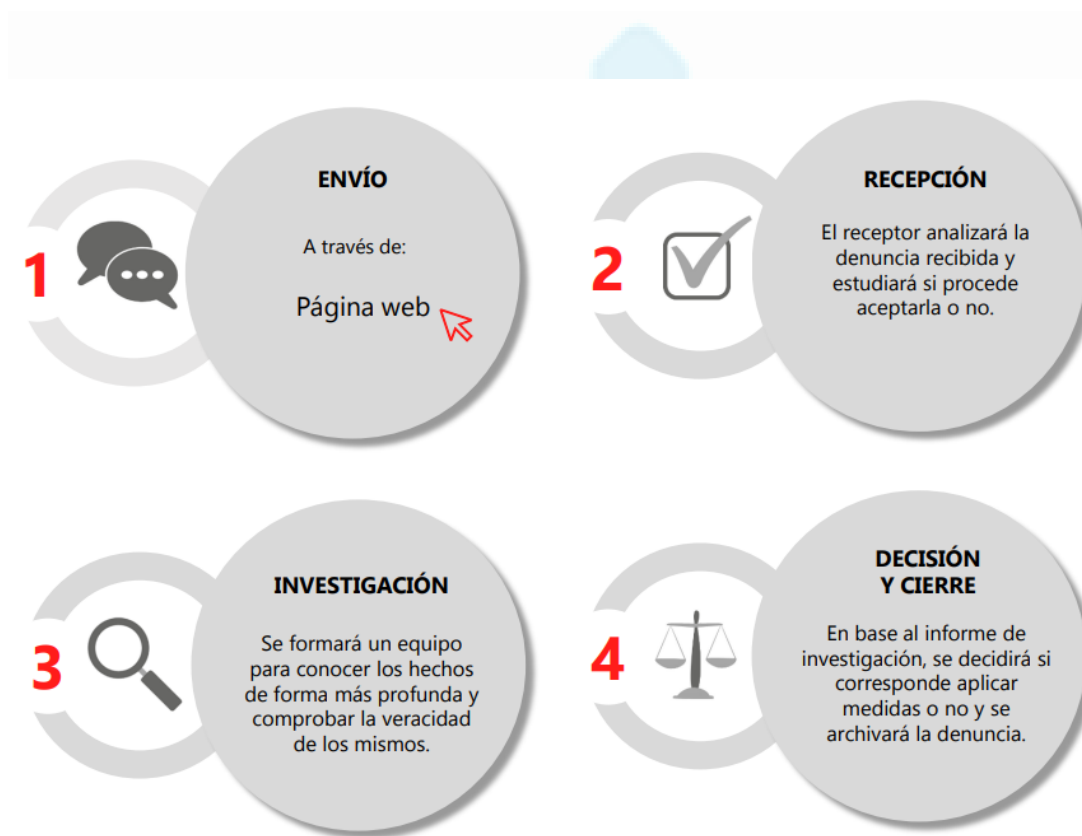 1
ENVÍO
A través de:
Página web
2
RECEPCIÓN
El receptor analizará la
denuncia recibida y
estudiará si procede
aceptarla o no.
3
INVESTIGACIÓN
Se formará un equipo
para conocer los hechos
de forma más profunda y
comprobar la veracidad
de los mismos.
4
DECISIÓN
Y CIERRE
En base al informe de
investigación, se decidirá si
corresponde aplicar
medidas o no y se
archivará la denuncia.